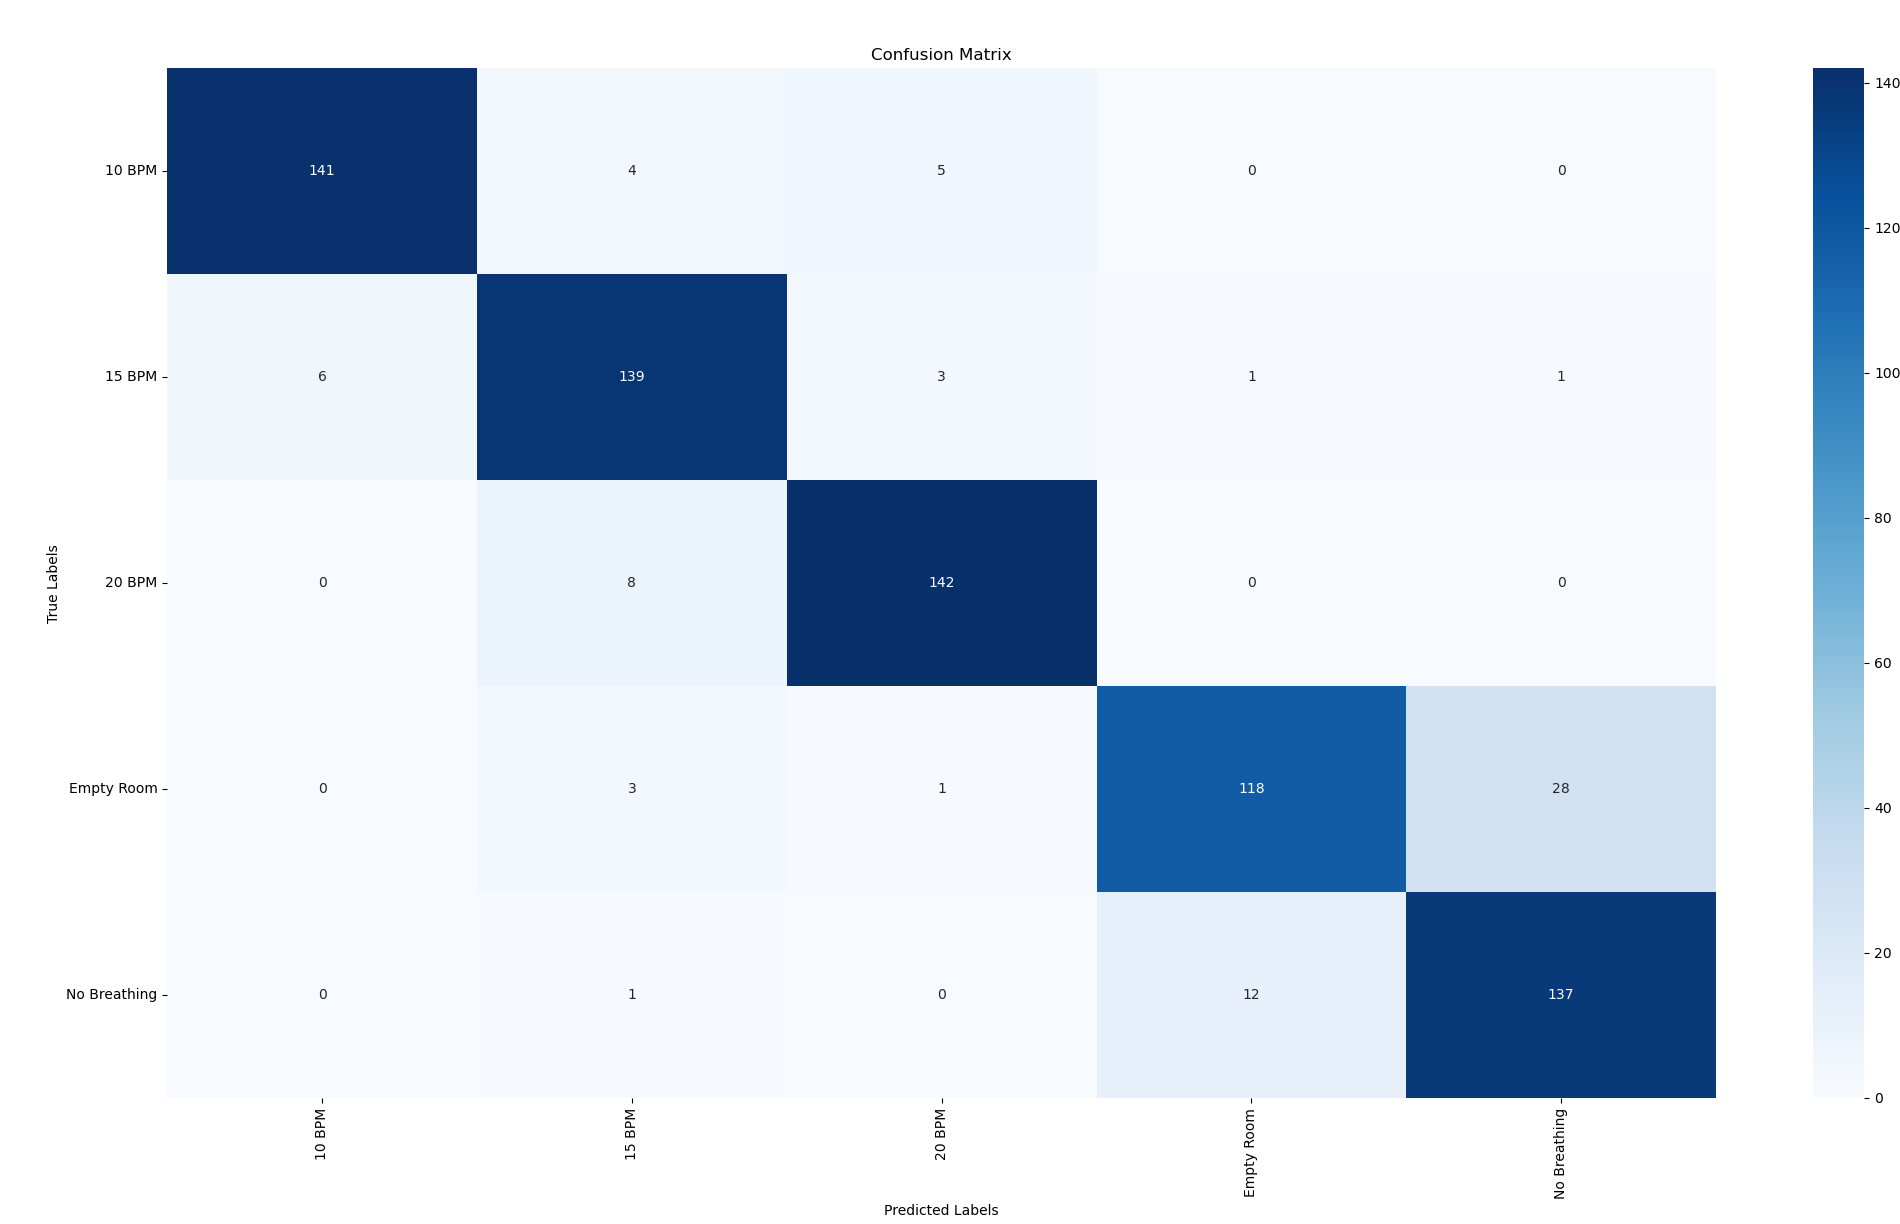 Confusion Matrix
10 BPM 141 4 5 0 0
15 BPM 6 139 3 1 1
20 BPM 0 8 142 0 0
Empty Room 0 3 1 118 28
No Breathing 0 1 0 12 137
True Labels
10 BPM 15 BPM 20 BPM Empty Room No Breathing
Predicted Labels
140
120
100
80
60
40
20
0